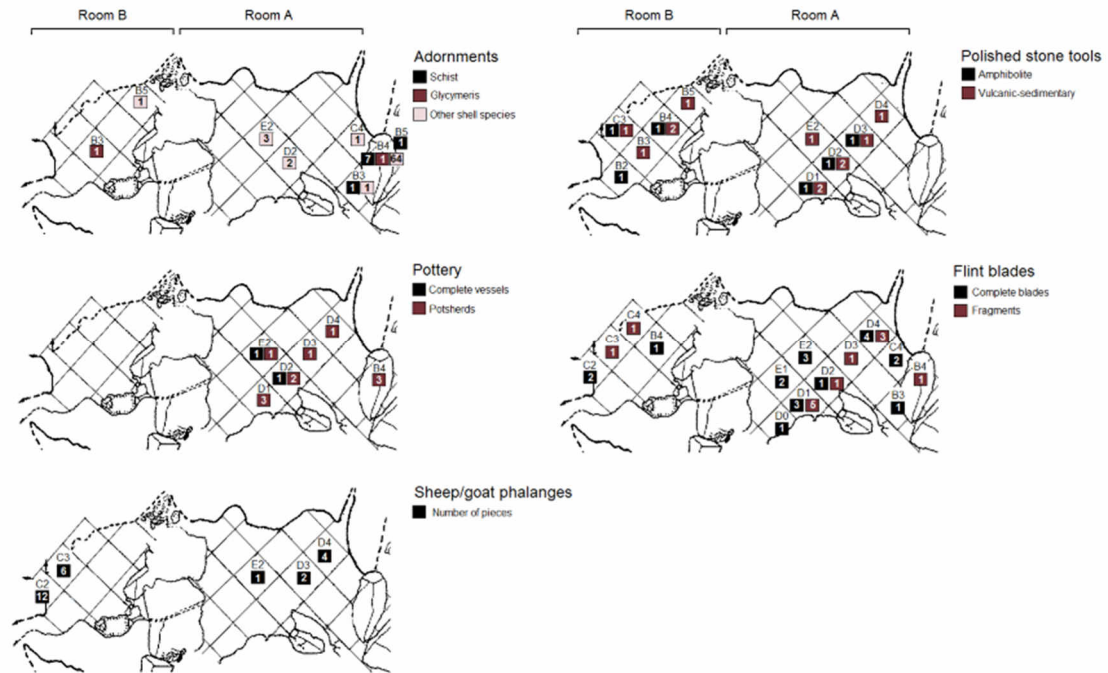 Room B Room A
Adornments
Schist
Glycymeris
Other shell species
B5
1
B3
1
E2
3
D2
2
C4
1
B5
1
B4
7 1 64
B3
1 1
Room B Room A
Polished stone tools
Amphibolite
Vulcanic-sedimentary
B5
1
C3
1 1
B4
1 2
B3
1
B2
1
D4
1
E2
1
D3
1 1
D2
1 2
D1
1 2
Pottery
Complete vessels
Potsherds
D4
1
E2
1 1
D3
1
D2
1 2
D1
3
B4
3
Flint blades
Complete blades
Fragments
C4
1
C3
1
B4
1
C2
2
D4
4 3
E2
3
D3
1
C4
2
E1
2
D2
1 1
B4
1
D1
3 5
B3
1
D0
1
Sheep/goat phalanges
Number of pieces
C3
6
C2
12
D4
4
E2
1
D3
2